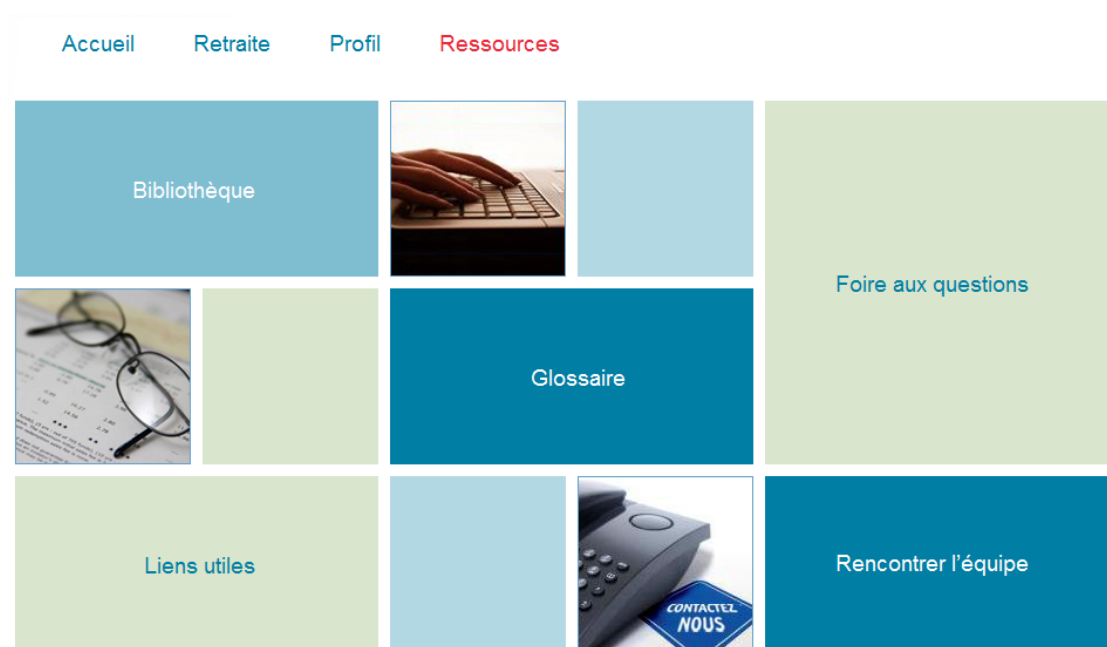 Accueil Retraite Profil Ressources
Bibliothèque
Foire aux questions
Glossaire
Liens utiles
Rencontrer l’équipe
CONTACTEZ
NOUS